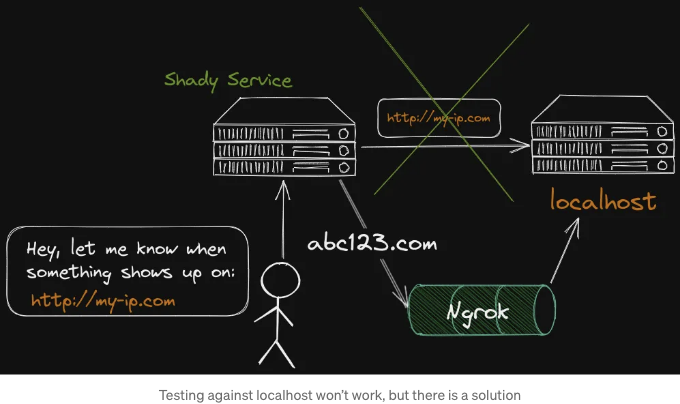 Shady Service
http://my-ip.com
localhost
abc123.com
Hey, let me know when
something shows up on:
http://my-ip.com
Ngrok
Testing against localhost won't work, but there is a solution